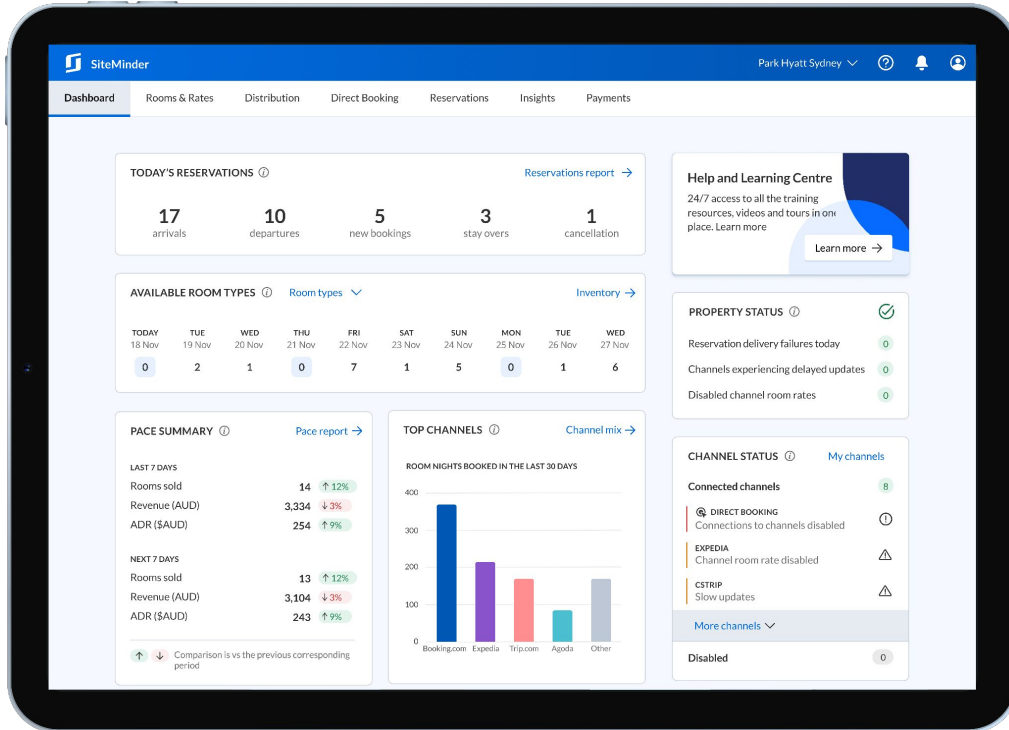 SiteMinder
Park Hyatt Sydney
Dashboard Rooms & Rates Distribution Direct Booking Reservations Insights Payments
TODAY'S RESERVATIONS Reservations report →
17 10 5 3 1
arrivals departures new bookings stay overs cancellation
Help and Learning Centre
24/7 access to all the training
resources, videos and tours in one
place. Learn more
Learn more →
AVAILABLE ROOM TYPES Room types Inventory →
TODAY TUE WED THU FRI SAT SUN MON TUE WED
18 Nov 19 Nov 20 Nov 21 Nov 22 Nov 23 Nov 24 Nov 25 Nov 26 Nov 27 Nov
0 2 1 0 7 1 5 0 1 6
PROPERTY STATUS
Reservation delivery failures today 0
Channels experiencing delayed updates 0
Disabled channel room rates 0
PACE SUMMARY Pace report →
LAST 7 DAYS
Rooms sold 14 ↑ 12%
Revenue (AUD) 3,334 ↓ 3%
ADR ($AUD) 254 ↑ 9%
NEXT 7 DAYS
Rooms sold 13 ↑ 12%
Revenue (AUD) 3,104 ↓ 3%
ADR ($AUD) 243 ↑ 9%
↑ ↓ Comparison is vs the previous corresponding
period
TOP CHANNELS Channel mix →
ROOM NIGHTS BOOKED IN THE LAST 30 DAYS
400
300
200
100
0
Booking.com Expedia Trip.com Agoda Other
CHANNEL STATUS My channels
Connected channels 8
DIRECT BOOKING
Connections to channels disabled
EXPEDIA
Channel room rate disabled
CSTRIP
Slow updates
More channels
Disabled 0